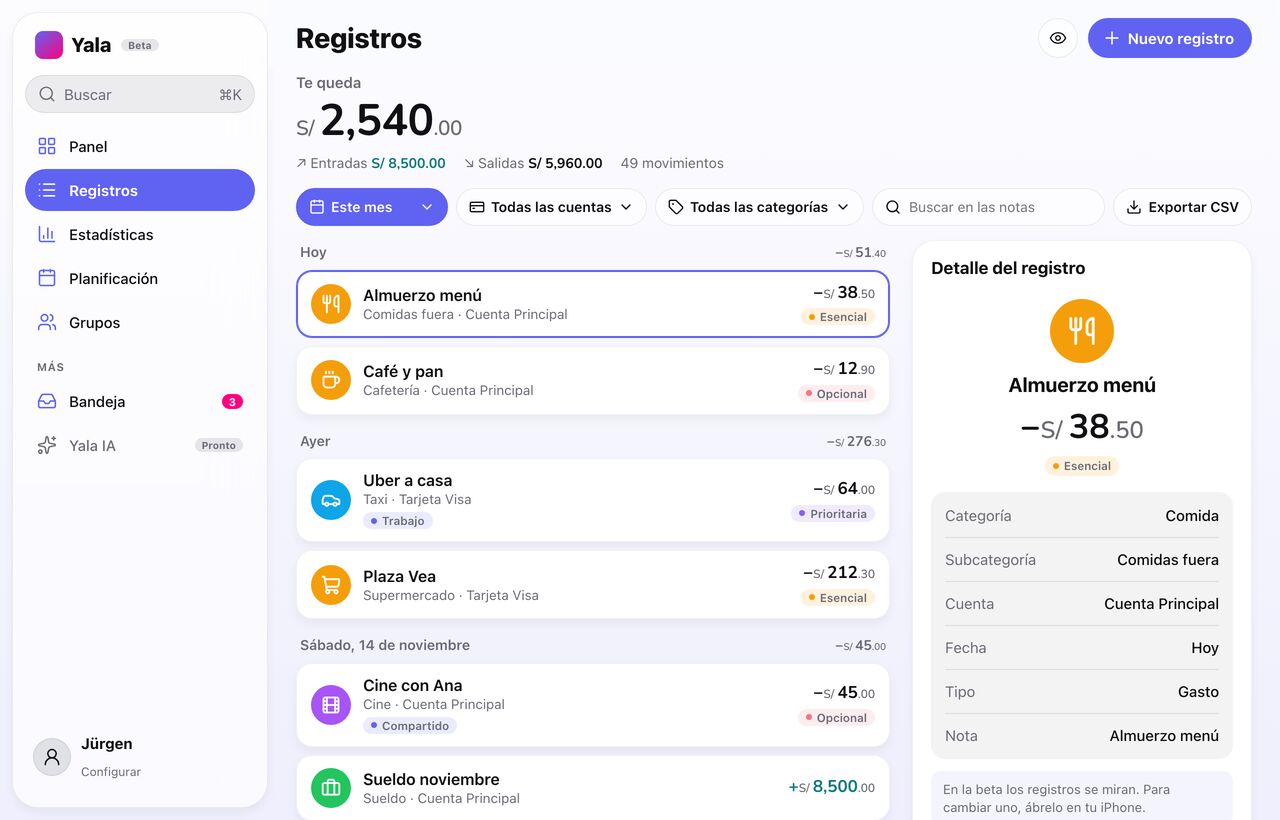 Yala Beta
Buscar ⌘K
Panel
Registros
Estadísticas
Planificación
Grupos
MÁS
Bandeja 3
Yala IA Pronto
Jürgen
Configurar
Registros
Nuevo registro
Te queda
S/ 2,540.00
↗ Entradas S/ 8,500.00 ↘ Salidas S/ 5,960.00 49 movimientos
Este mes
Todas las cuentas
Todas las categorías
Buscar en las notas
Exportar CSV
Hoy −S/ 51.40
Almuerzo menú −S/ 38.50
Comidas fuera · Cuenta Principal Esencial
Café y pan −S/ 12.90
Cafetería · Cuenta Principal Opcional
Ayer −S/ 276.30
Uber a casa −S/ 64.00
Taxi · Tarjeta Visa Prioritaria
Trabajo
Plaza Vea −S/ 212.30
Supermercado · Tarjeta Visa Esencial
Sábado, 14 de noviembre −S/ 45.00
Cine con Ana −S/ 45.00
Cine · Cuenta Principal Opcional
Compartido
Sueldo noviembre +S/ 8,500.00
Sueldo · Cuenta Principal
Detalle del registro
Almuerzo menú
−S/ 38.50
Esencial
Categoría Comida
Subcategoría Comidas fuera
Cuenta Cuenta Principal
Fecha Hoy
Tipo Gasto
Nota Almuerzo menú
En la beta los registros se miran. Para
cambiar uno, ábrelo en tu iPhone.